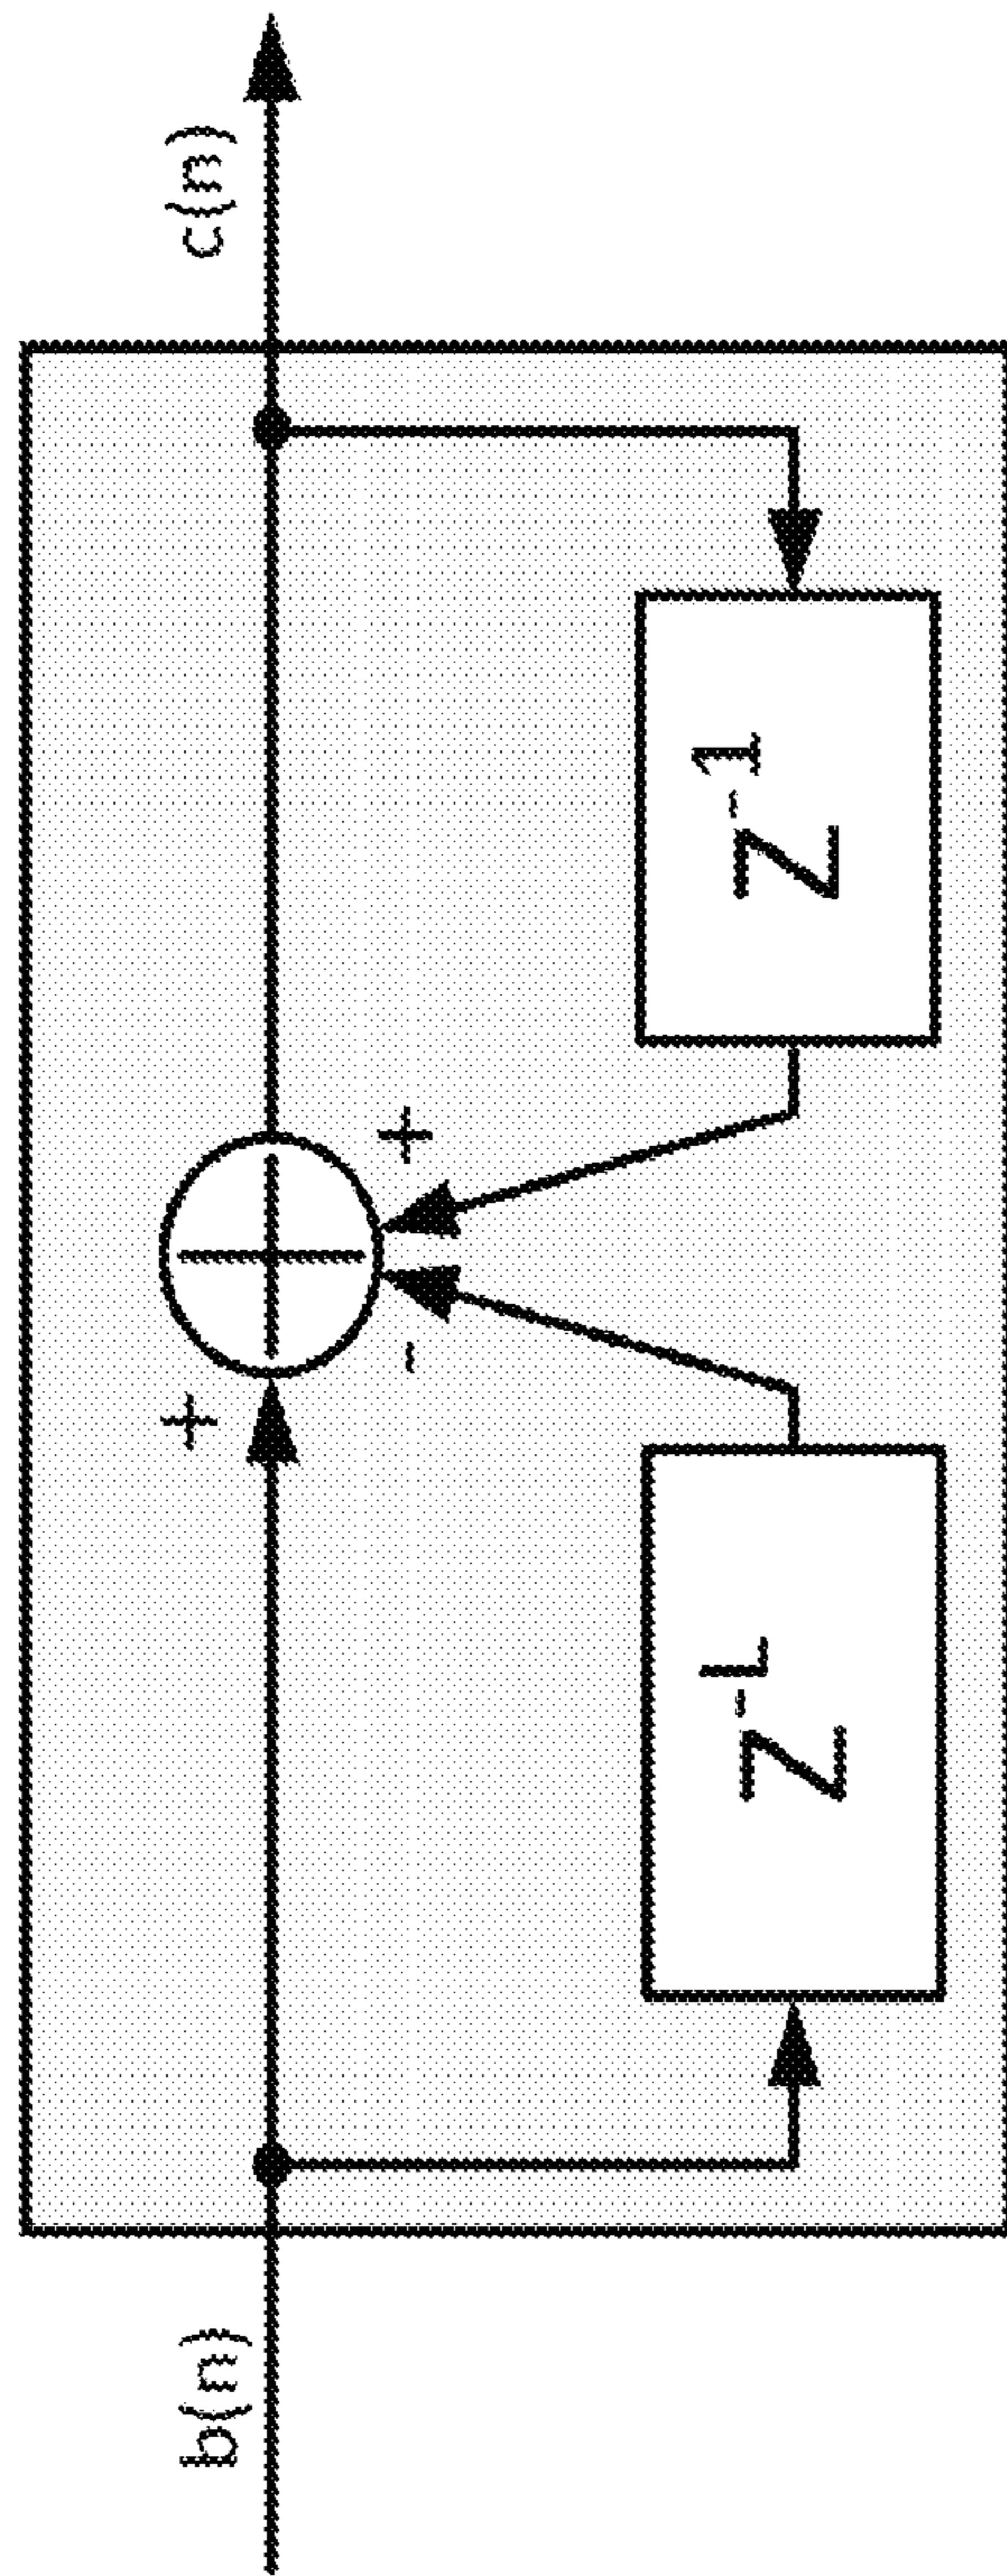 b(n)
c(n)
+
-
+
Z⁻ᴸ
Z⁻¹